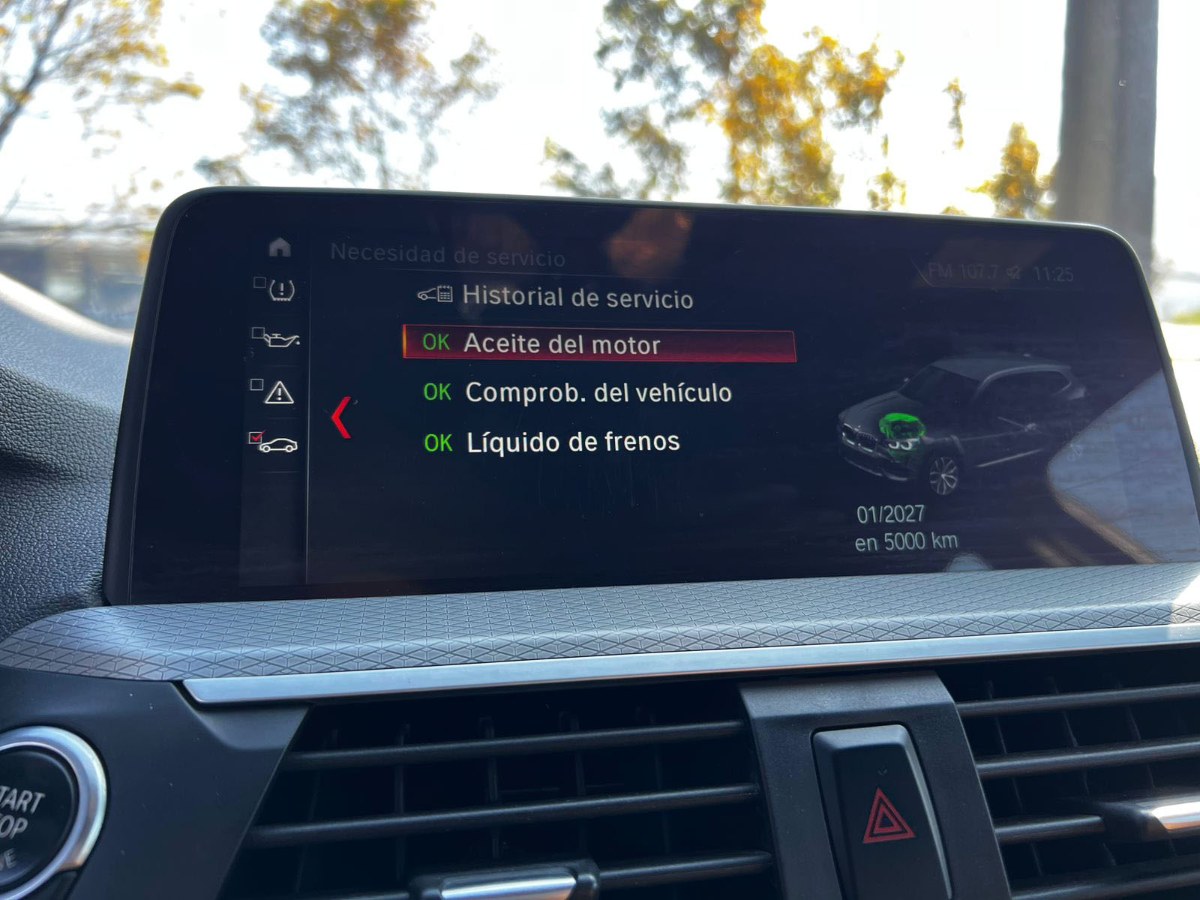 Necesidad de servicio
FM 107.7 11:25
Historial de servicio
OK Aceite del motor
OK Comprob. del vehículo
OK Líquido de frenos
01/2027
en 5000 km
START
STOP